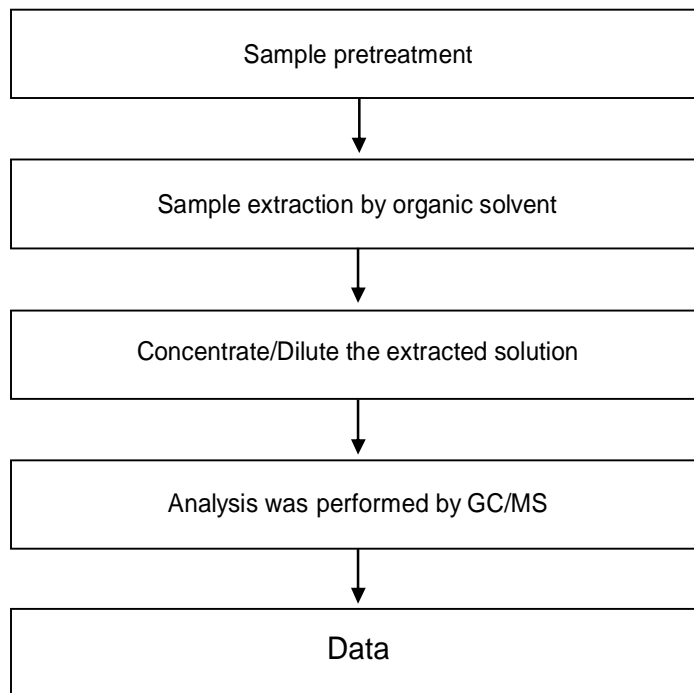 Sample pretreatment
Sample extraction by organic solvent
Concentrate/Dilute the extracted solution
Analysis was performed by GC/MS
Data